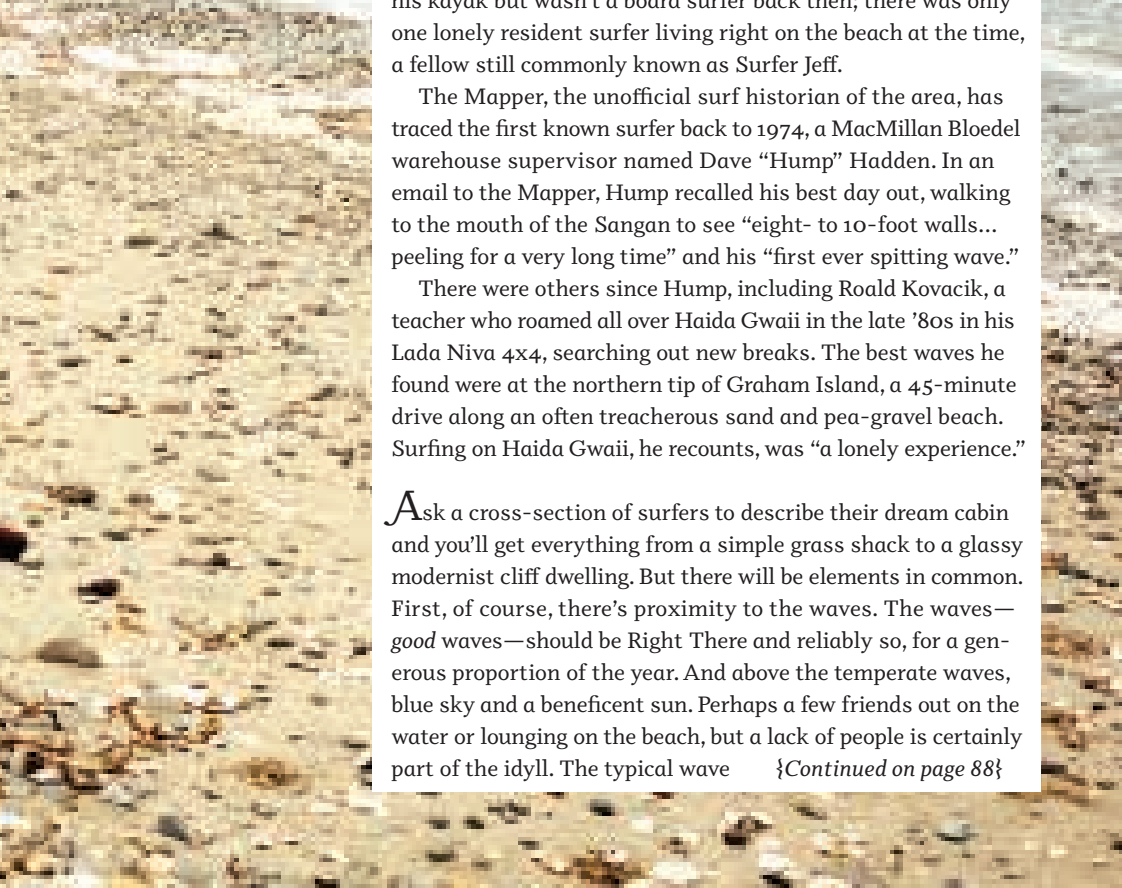 his kayak but wasn't a board surfer back then; there was only
one lonely resident surfer living right on the beach at the time,
a fellow still commonly known as Surfer Jeff.
The Mapper, the unofficial surf historian of the area, has
traced the first known surfer back to 1974, a MacMillan Bloedel
warehouse supervisor named Dave “Hump” Hadden. In an
email to the Mapper, Hump recalled his best day out, walking
to the mouth of the Sangan to see “eight- to 10-foot walls...
peeling for a very long time” and his “first ever spitting wave.”
There were others since Hump, including Roald Kovacik, a
teacher who roamed all over Haida Gwaii in the late ’80s in his
Lada Niva 4x4, searching out new breaks. The best waves he
found were at the northern tip of Graham Island, a 45-minute
drive along an often treacherous sand and pea-gravel beach.
Surfing on Haida Gwaii, he recounts, was “a lonely experience.”
Ask a cross-section of surfers to describe their dream cabin
and you’ll get everything from a simple grass shack to a glassy
modernist cliff dwelling. But there will be elements in common.
First, of course, there’s proximity to the waves. The waves—
good waves—should be Right There and reliably so, for a gen-
erous proportion of the year. And above the temperate waves,
blue sky and a beneficent sun. Perhaps a few friends out on the
water or lounging on the beach, but a lack of people is certainly
part of the idyll. The typical wave {Continued on page 88}